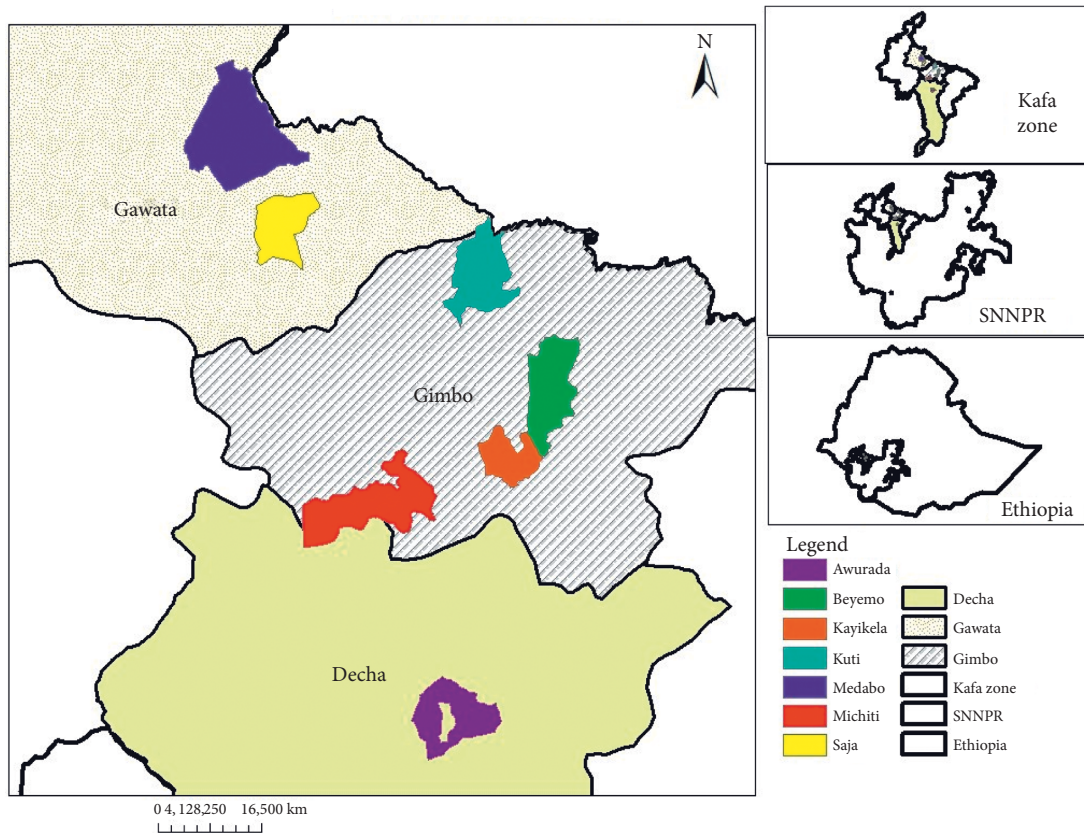 N
Gawata
Gimbo
Decha
0 4, 128,250 16,500 km
Kafa
zone
SNNPR
Ethiopia
Legend
Awurada
Beyemo
Kayikela
Kuti
Medabo
Michiti
Saja
Decha
Gawata
Gimbo
Kafa zone
SNNPR
Ethiopia